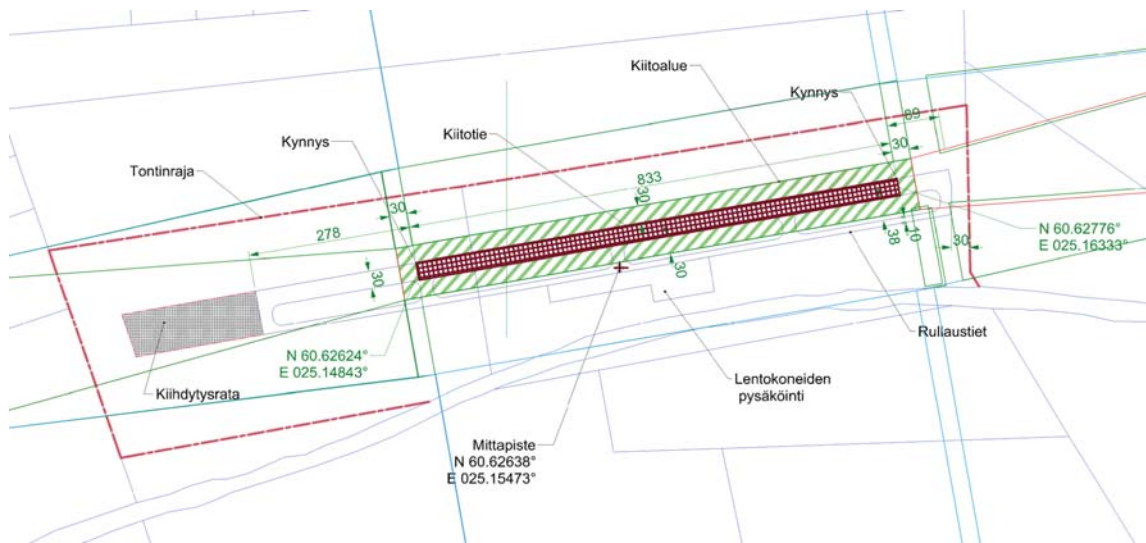 Kiitoalue
Kynnys
Kiitotie
Kynnys
Tontinraja
89
30
833
30
30
278
30
38
10
30
30
N 60.62776°
E 025.16333°
Rullaustiet
N 60.62624°
E 025.14843°
Kiihdytysrata
Lentokoneiden
pysäköinti
Mittapiste
N 60.62638°
E 025.15473°